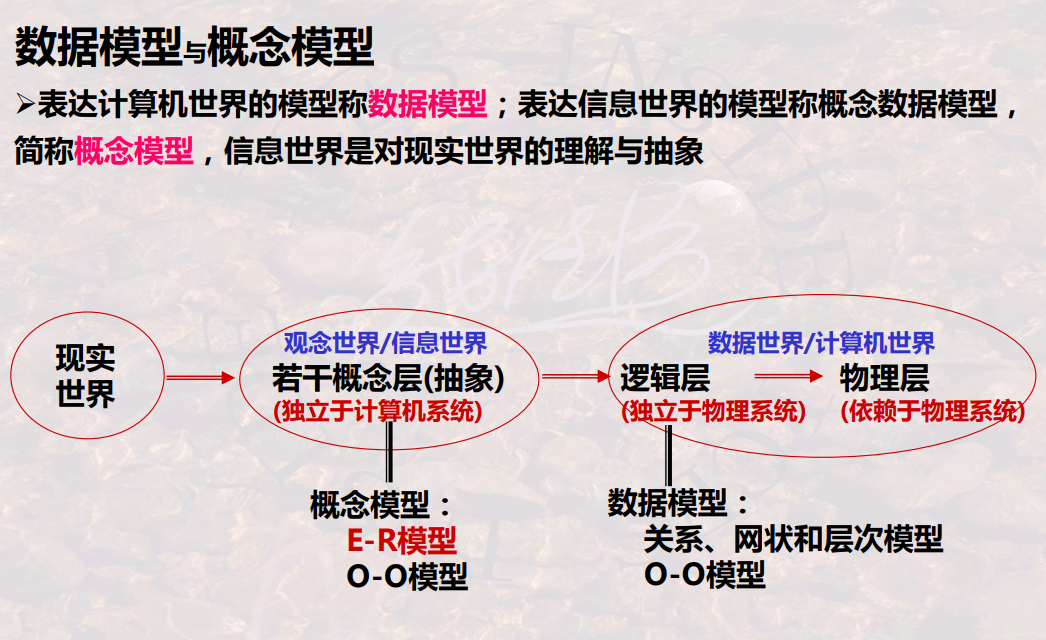 数据模型与概念模型
➢表达计算机世界的模型称数据模型；表达信息世界的模型称概念数据模型，
简称概念模型，信息世界是对现实世界的理解与抽象
现实
世界
观念世界/信息世界
若干概念层(抽象)
(独立于计算机系统)
数据世界/计算机世界
逻辑层
物理层
(独立于物理系统)
(依赖于物理系统)
概念模型：
E-R模型
O-O模型
数据模型：
关系、网状和层次模型
O-O模型